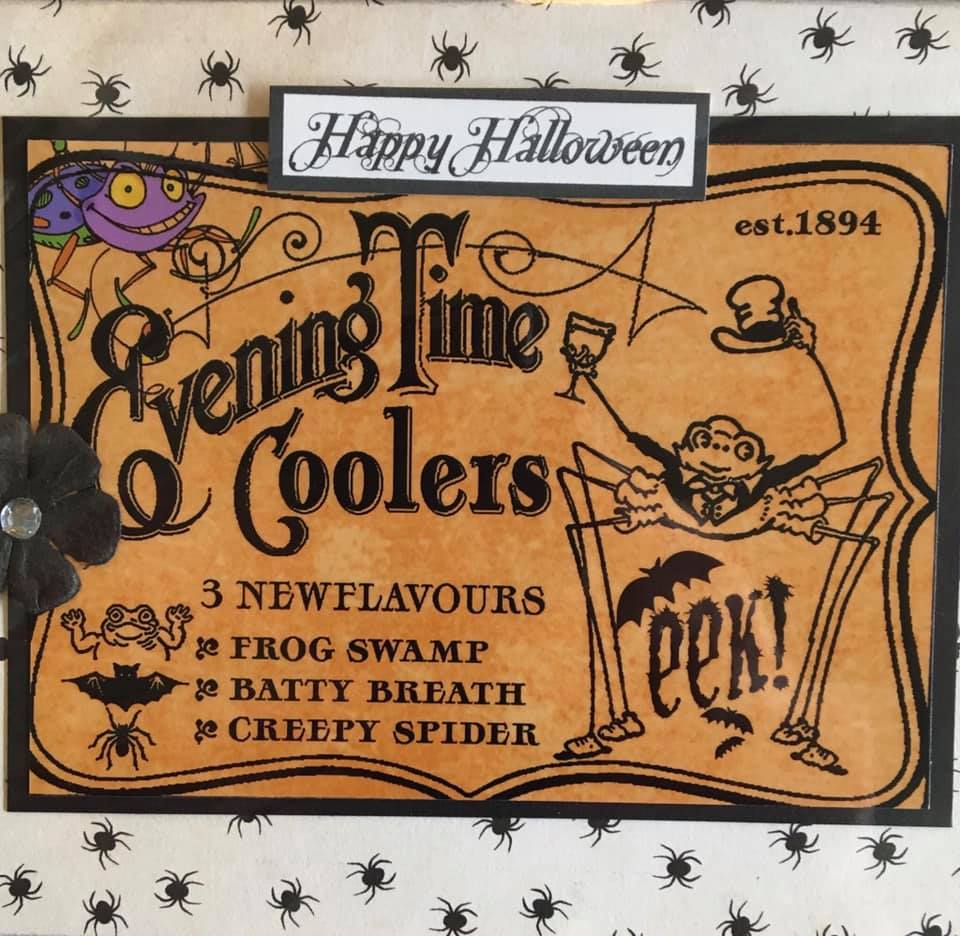 Happy Halloween
est.1894
Evening Time
Coolers
3 NEWFLAVOURS
FROG SWAMP
BATTY BREATH
CREEPY SPIDER
eek!